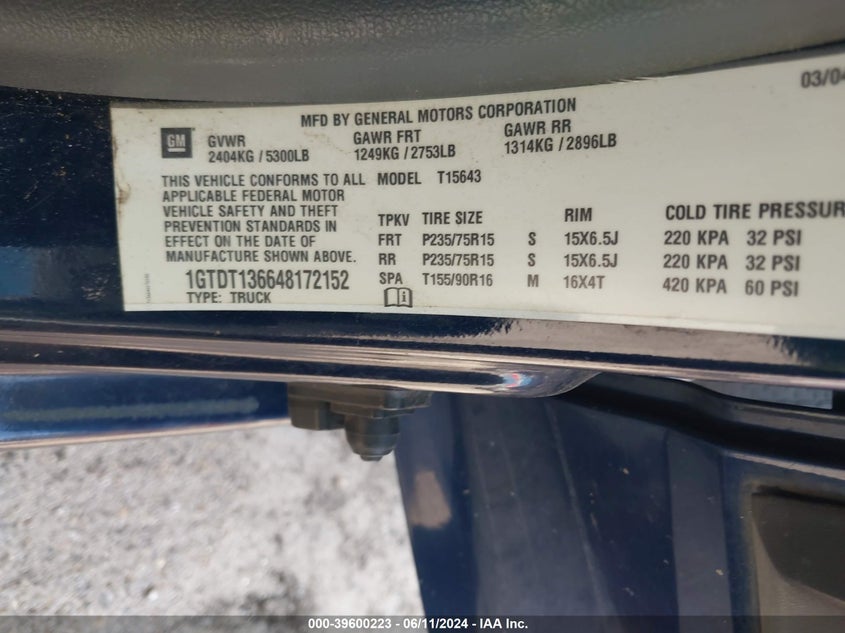 03/04
MFD BY GENERAL MOTORS CORPORATION
GM
GVWR GAWR FRT GAWR RR
2404KG / 5300LB 1249KG / 2753LB 1314KG / 2896LB
THIS VEHICLE CONFORMS TO ALL MODEL T15643
APPLICABLE FEDERAL MOTOR
VEHICLE SAFETY AND THEFT
PREVENTION STANDARDS IN
EFFECT ON THE DATE OF
MANUFACTURE SHOWN ABOVE.
TPKV TIRE SIZE RIM COLD TIRE PRESSUR
FRT P235/75R15 S 15X6.5J 220 KPA 32 PSI
RR P235/75R15 S 15X6.5J 220 KPA 32 PSI
SPA T155/90R16 M 16X4T 420 KPA 60 PSI
1GTDT136648172152
TYPE: TRUCK
000-39600223 - 06/11/2024 - IAA Inc.